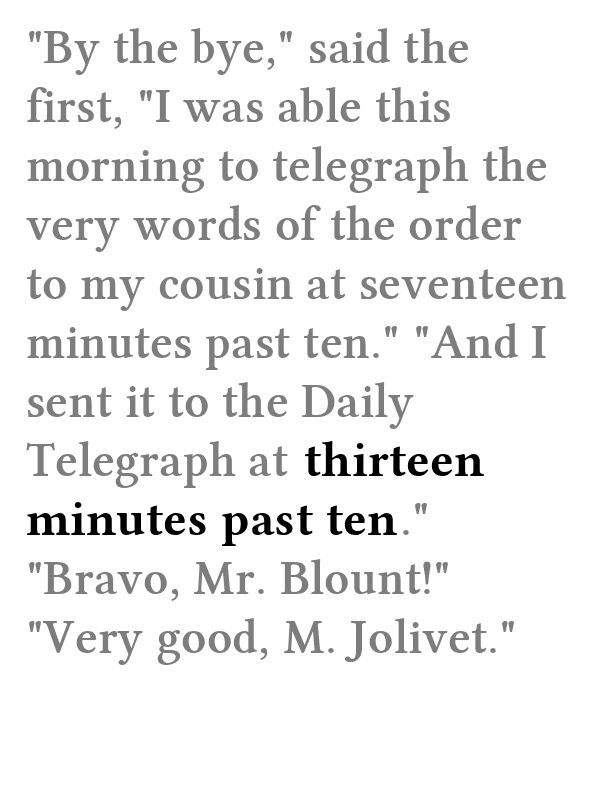 "By the bye," said the
first, "I was able this
morning to telegraph the
very words of the order
to my cousin at seventeen
minutes past ten." "And I
sent it to the Daily
Telegraph at thirteen
minutes past ten."
"Bravo, Mr. Blount!"
"Very good, M. Jolivet."